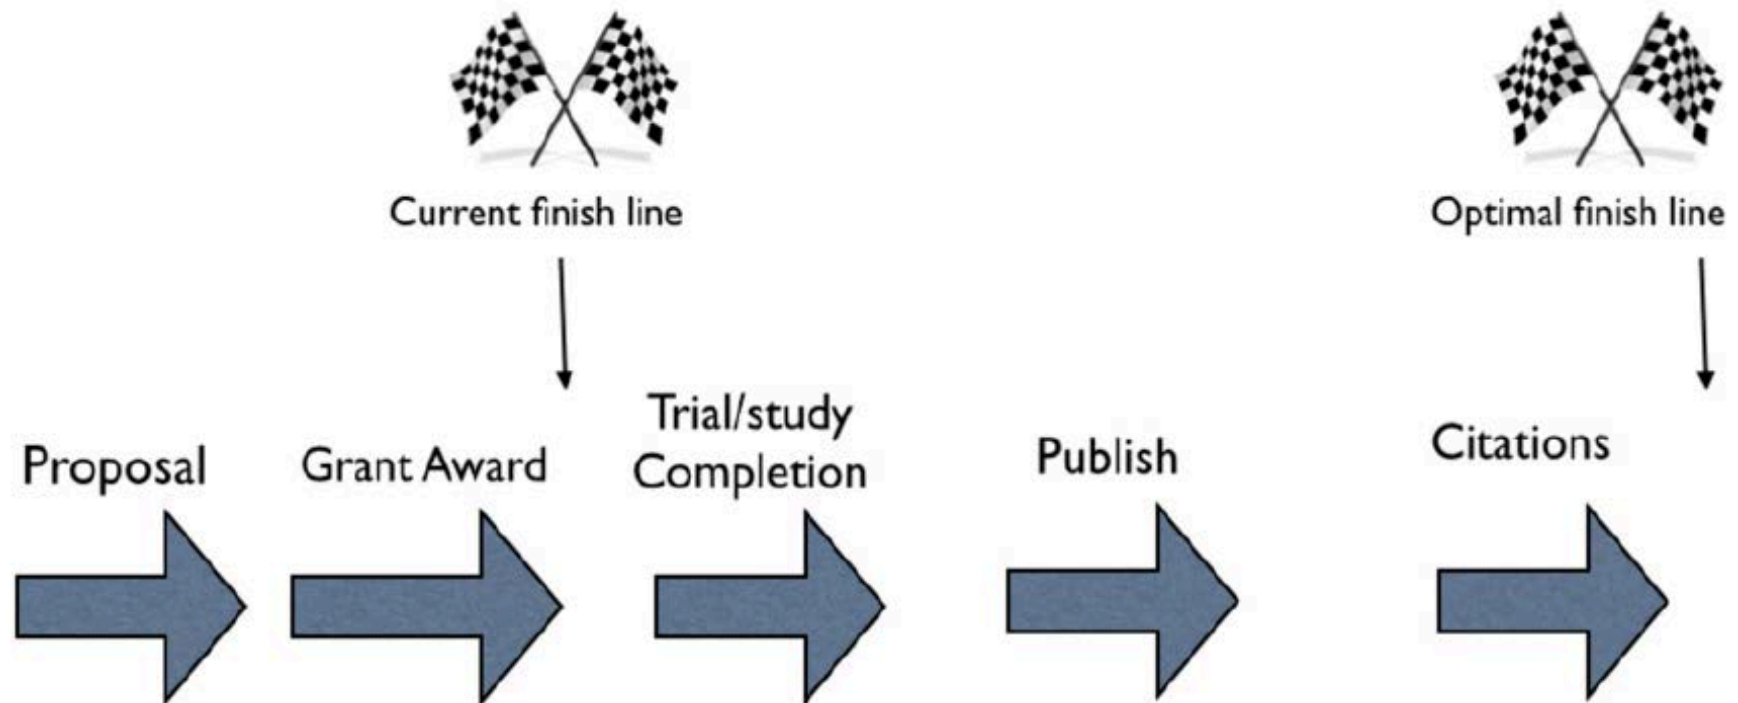 Current finish line
Optimal finish line
Proposal
Grant Award
Trial/study
Completion
Publish
Citations